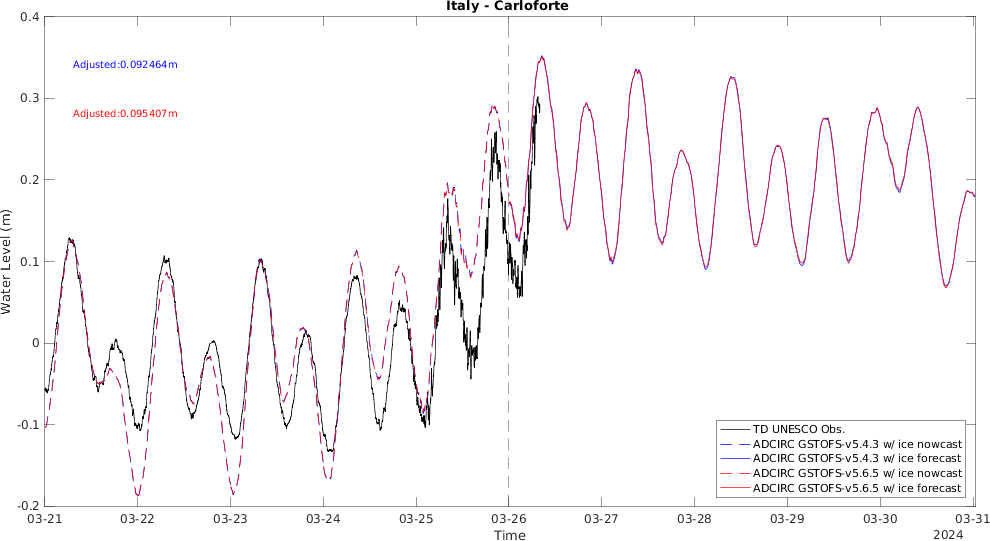 Italy - Carloforte
Adjusted:0.092464m
Adjusted:0.095407m
Water Level (m)
0.4
0.3
0.2
0.1
0
-0.1
-0.2
TD UNESCO Obs.
ADCIRC GSTOFS-v5.4.3 w/ ice nowcast
ADCIRC GSTOFS-v5.4.3 w/ ice forecast
ADCIRC GSTOFS-v5.6.5 w/ ice nowcast
ADCIRC GSTOFS-v5.6.5 w/ ice forecast
03-21 03-22 03-23 03-24 03-25 03-26 03-27 03-28 03-29 03-30 03-31
Time
2024